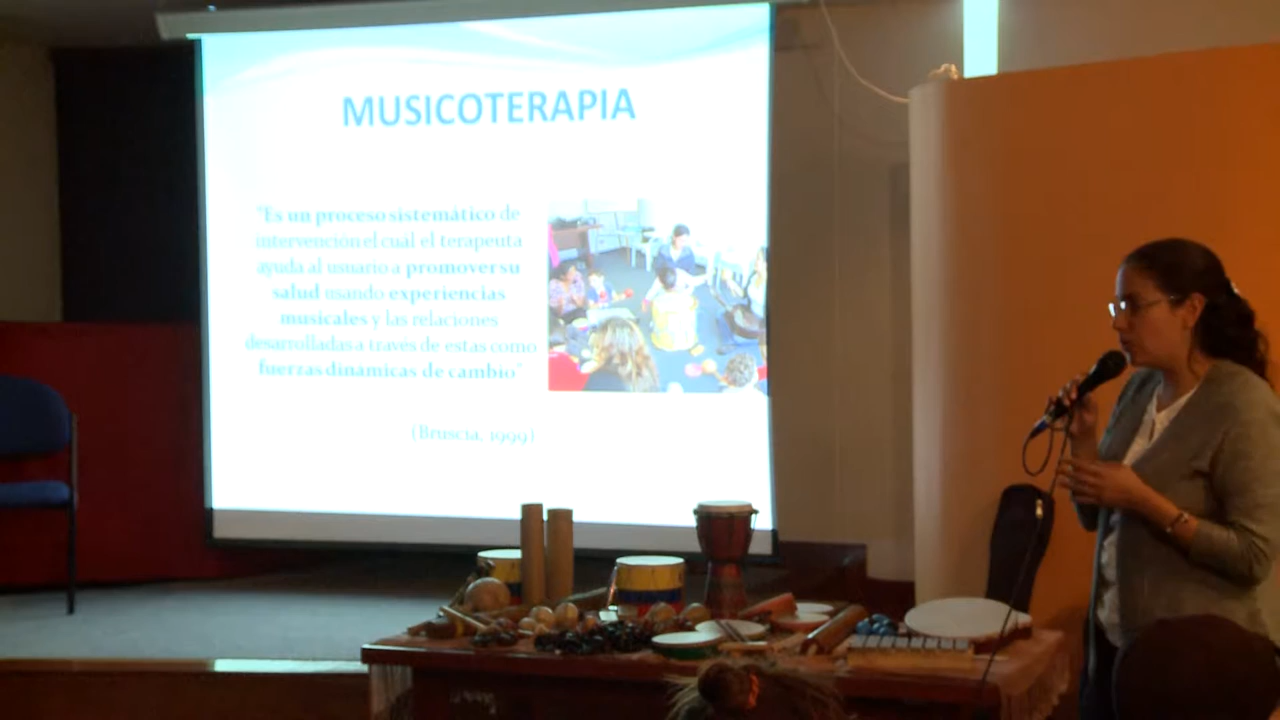 MUSICOTERAPIA
"Es un proceso sistemático de
intervención el cuál el terapeuta
ayuda al usuario a promover su
salud usando experiencias
musicales y las relaciones
desarrolladas a través de estas como
fuerzas dinámicas de cambio"
(Bruscia, 1999)